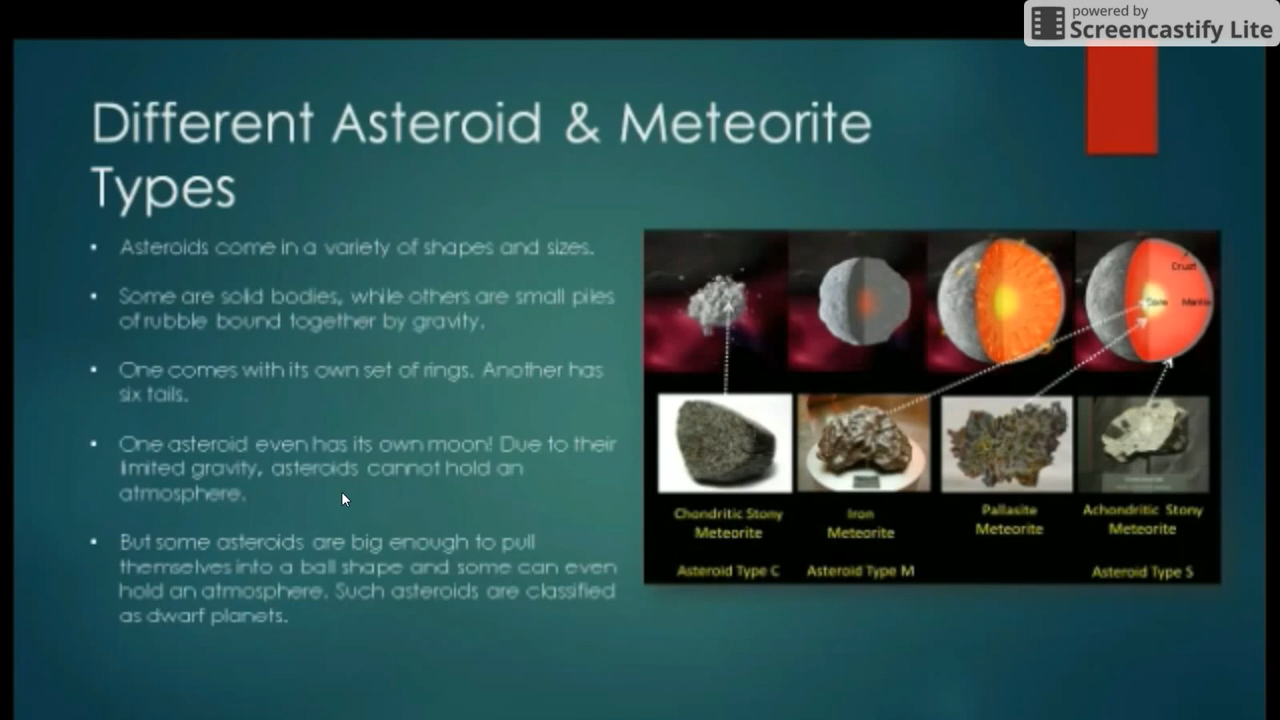 powered by
Screencastify Lite
Different Asteroid & Meteorite
Types
• Asteroids come in a variety of shapes and sizes.
• Some are solid bodies, while others are small piles
of rubble bound together by gravity.
• One comes with its own set of rings. Another has
six tails.
• One asteroid even has its own moon! Due to their
limited gravity, asteroids cannot hold an
atmosphere.
• But some asteroids are big enough to pull
themselves into a ball shape and some can even
hold an atmosphere. Such asteroids are classified
as dwarf planets.
Crust
Mantle
Chondritic Stony
Meteorite
Iron
Meteorite
Pallasite
Meteorite
Achondritic Stony
Meteorite
Asteroid Type C
Asteroid Type M
Asteroid Type S